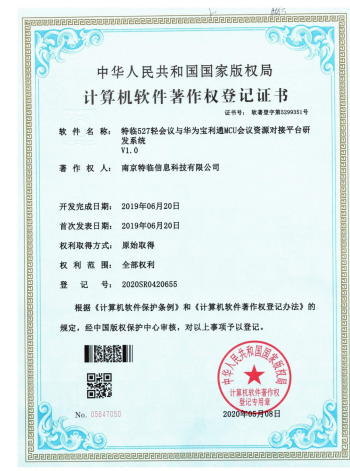 中华人民共和国国家版权局
计算机软件著作权登记证书
证书号： 软著登字第5299351号
软 件 名 称： 特临527轻会议与华为宝利通MCU会议资源对接平台研
发系统
V1.0
著 作 权 人： 南京特临信息科技有限公司
开发完成日期： 2019年06月20日
首次发表日期： 2019年06月20日
权利取得方式： 原始取得
权 利 范 围： 全部权利
登 记 号： 2020SR0420655
根据《计算机软件保护条例》和《计算机软件著作权登记办法》的
规定，经中国版权保护中心审核，对以上事项予以登记。
中华人民共和国国家版权局
计算机软件著作权
登记专用章
No. 05847050
2020年05月08日